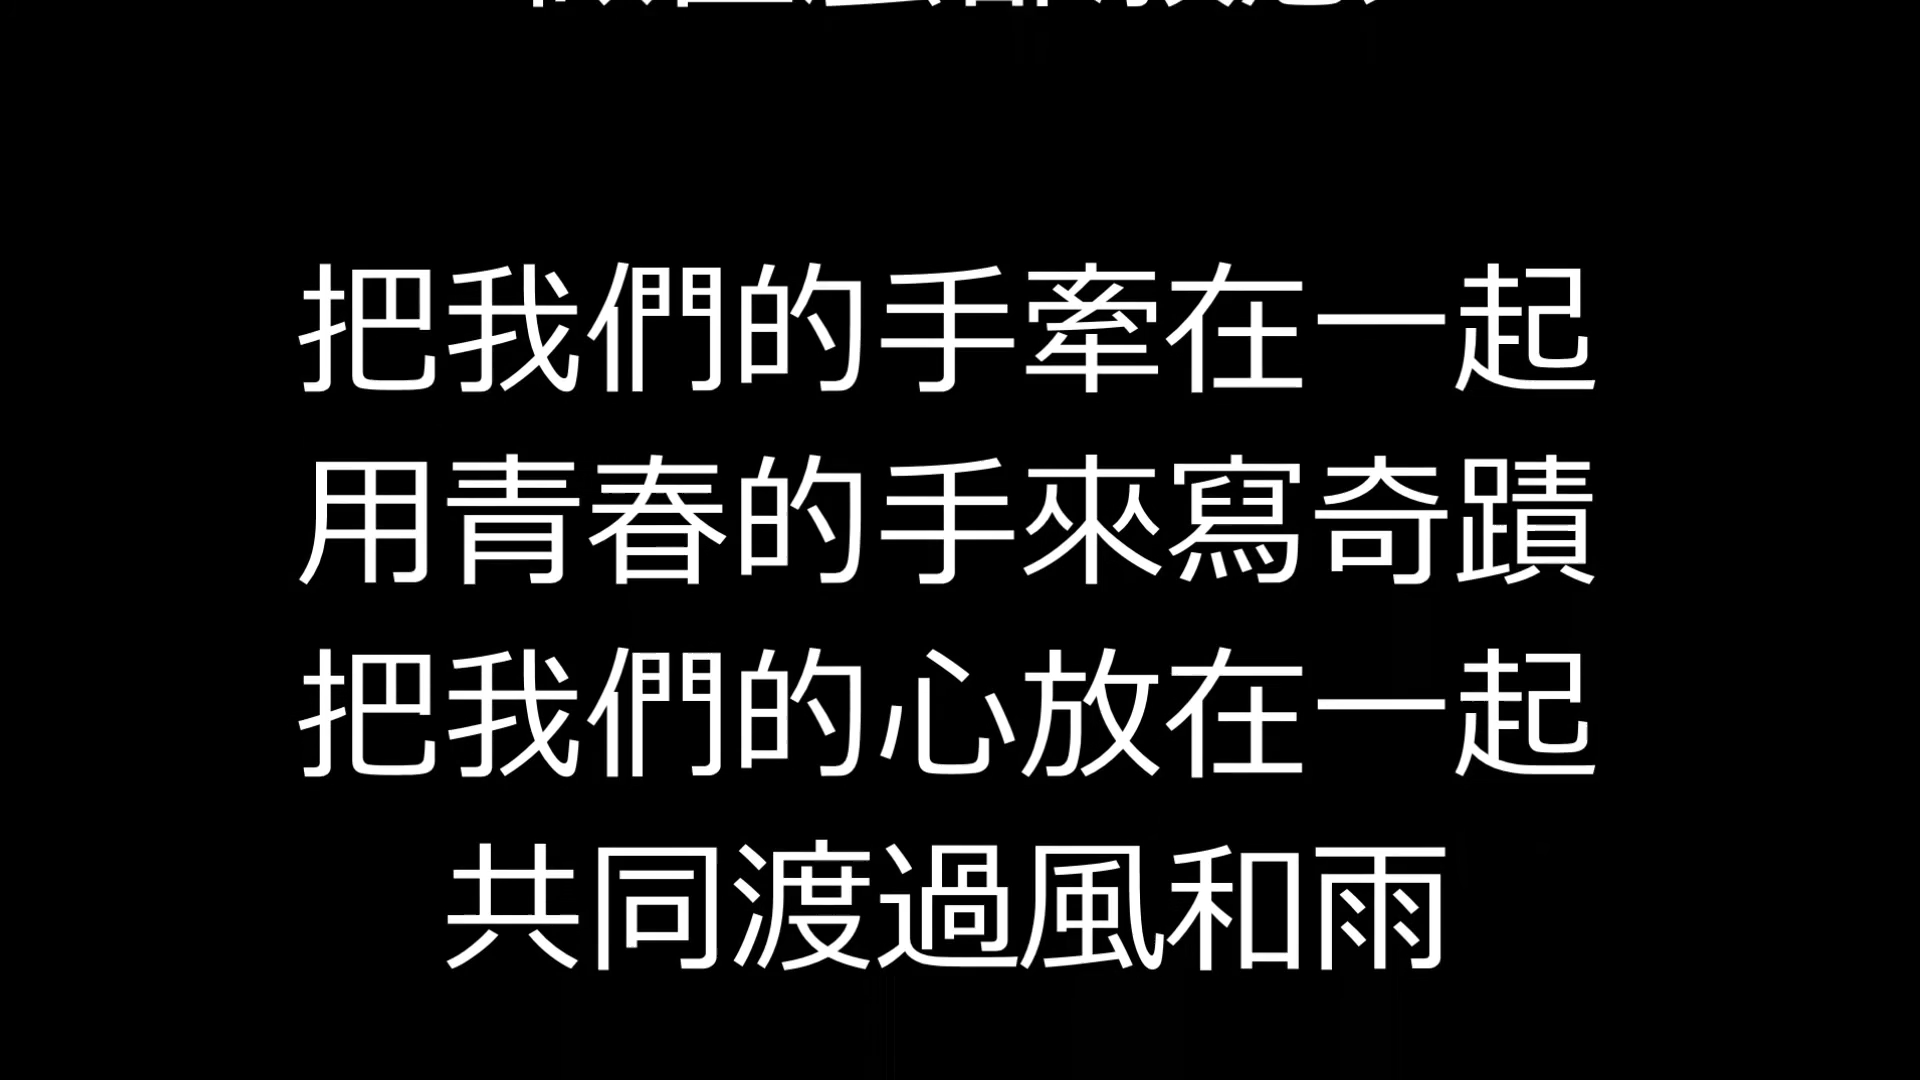 把我們的手牽在一起
用青春的手來寫奇蹟
把我們的心放在一起
共同渡過風和雨